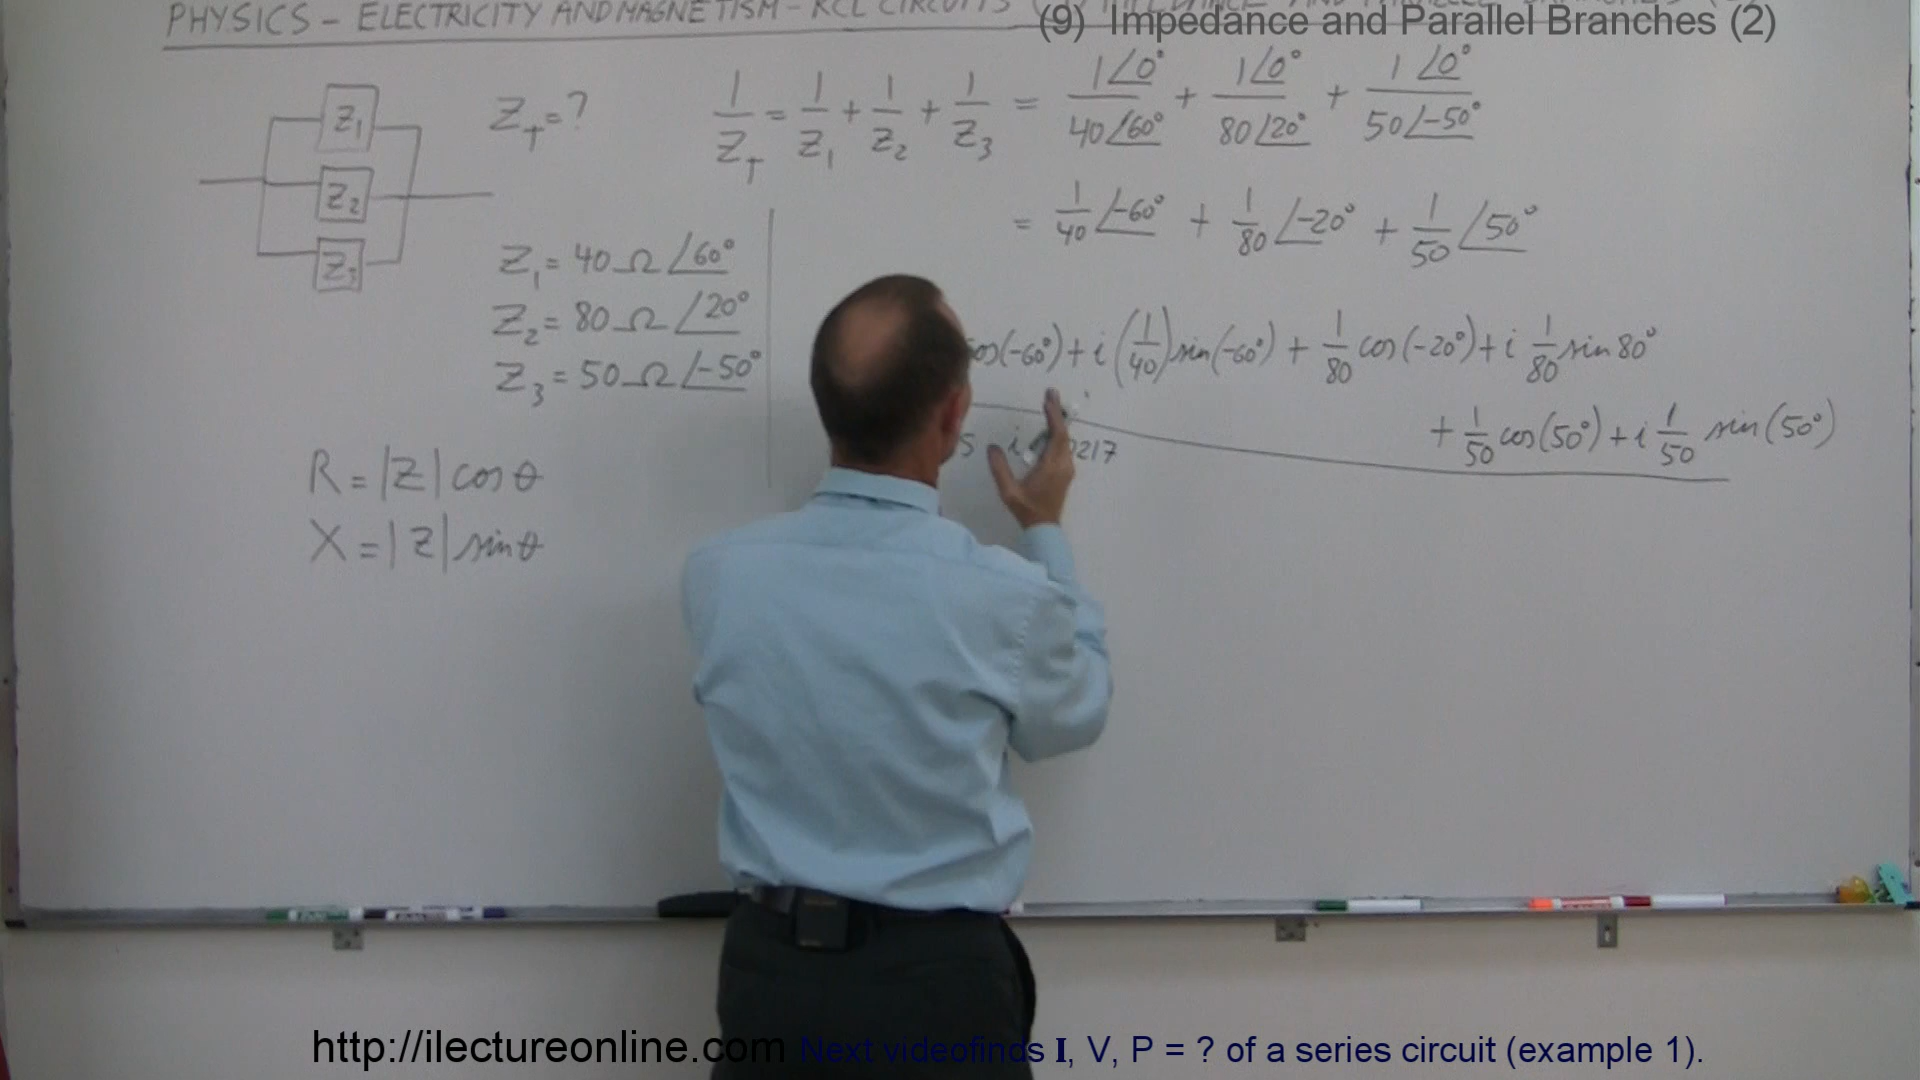 PHYSICS - ELECTRICITY AND MAGNETISM - RCL CIRCUITS
(9) Impedance and Parallel Branches (2)
Z1
Z2
Z3
Z_T = ?
1/Z_T = 1/Z1 + 1/Z2 + 1/Z3 = 1∠0°/40∠60° + 1∠0°/80∠20° + 1∠0°/50∠-50°
= 1/40 ∠-60° + 1/80 ∠-20° + 1/50 ∠50°
Z1 = 40Ω ∠60°
Z2 = 80Ω ∠20°
Z3 = 50Ω ∠-50°
cos(-60°) + i (1/40) sin(-60°) + 1/80 cos(-20°) + i 1/80 sin 80°
+ 1/50 cos(50°) + i 1/50 sin(50°)
R = |Z| cos θ
X = |Z| sin θ
http://ilectureonline.com Next video finds I, V, P = ? of a series circuit (example 1).